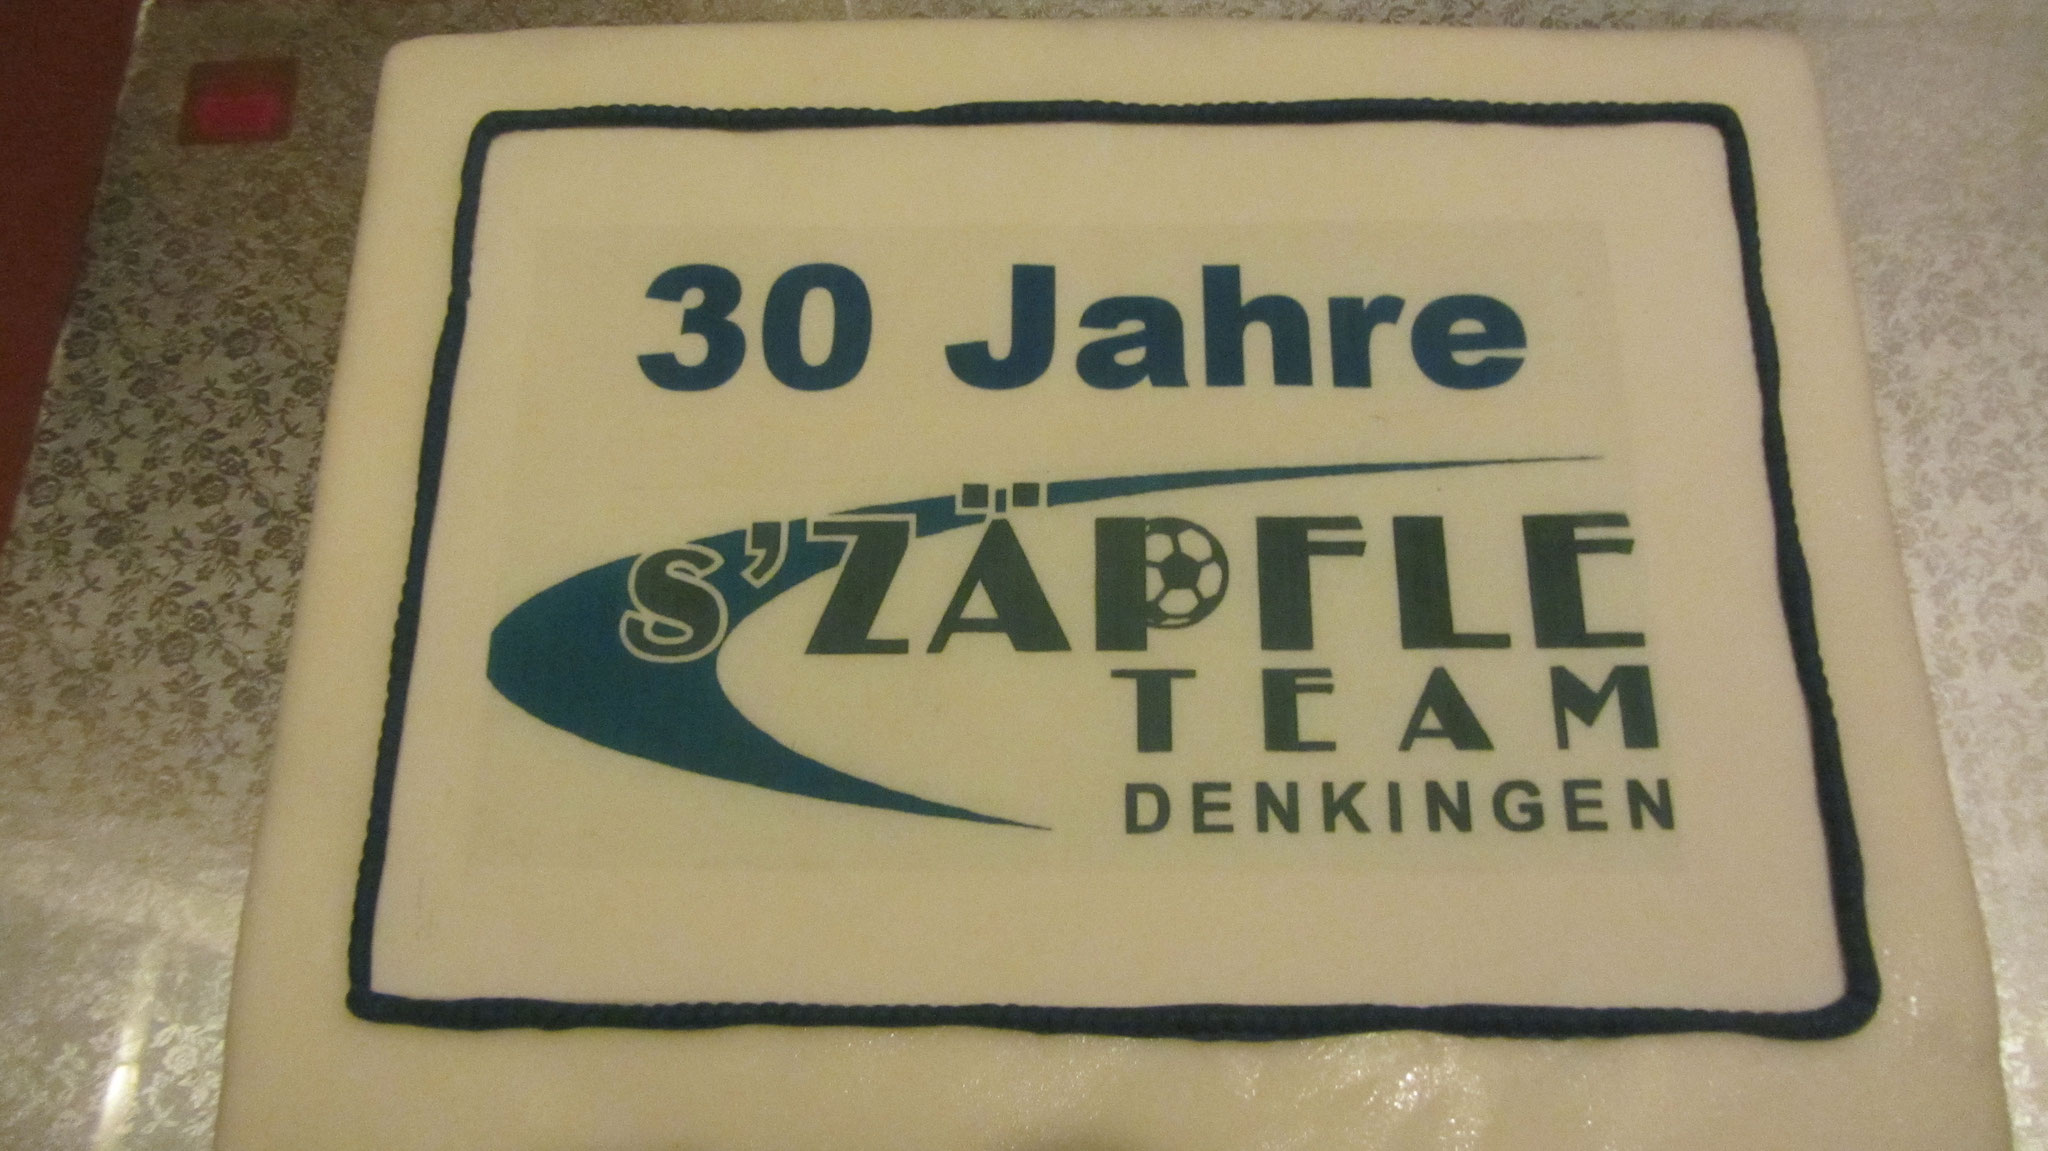 30 Jahre
s'ZÄPFLE
TEAM
DENKINGEN